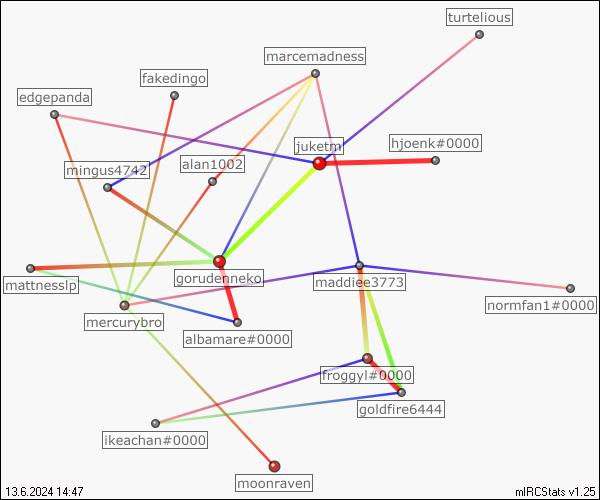 turtelious
marcemadness
fakedingo
edgepanda
juketm
hjoenk#0000
mingus4742
alan1002
gorudenneko
maddiee3773
mattnesslp
normfan1#0000
mercurybro
albamare#0000
froggyl#0000
goldfire6444
ikeachan#0000
moonraven
13.6.2024 14:47
mIRCStats v1.25